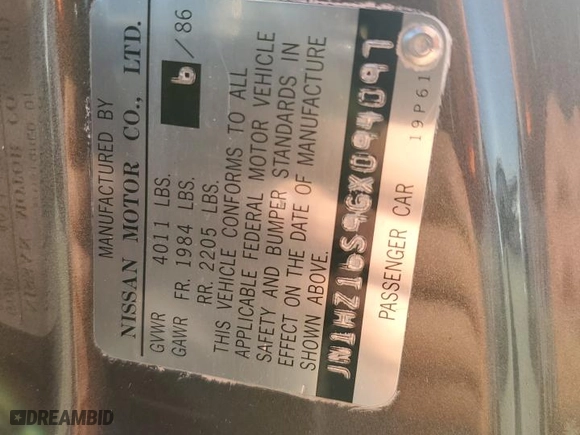 MANUFACTURED BY
NISSAN MOTOR CO., LTD.
6/86
GVWR 4011 LBS.
GAWR FR. 1984 LBS.
RR. 2205 LBS.
THIS VEHICLE CONFORMS TO ALL
APPLICABLE FEDERAL MOTOR VEHICLE
SAFETY AND BUMPER STANDARDS IN
EFFECT ON THE DATE OF MANUFACTURE
SHOWN ABOVE.
JN1HZ16S9GX094097
PASSENGER CAR 19P61
DREAMBID